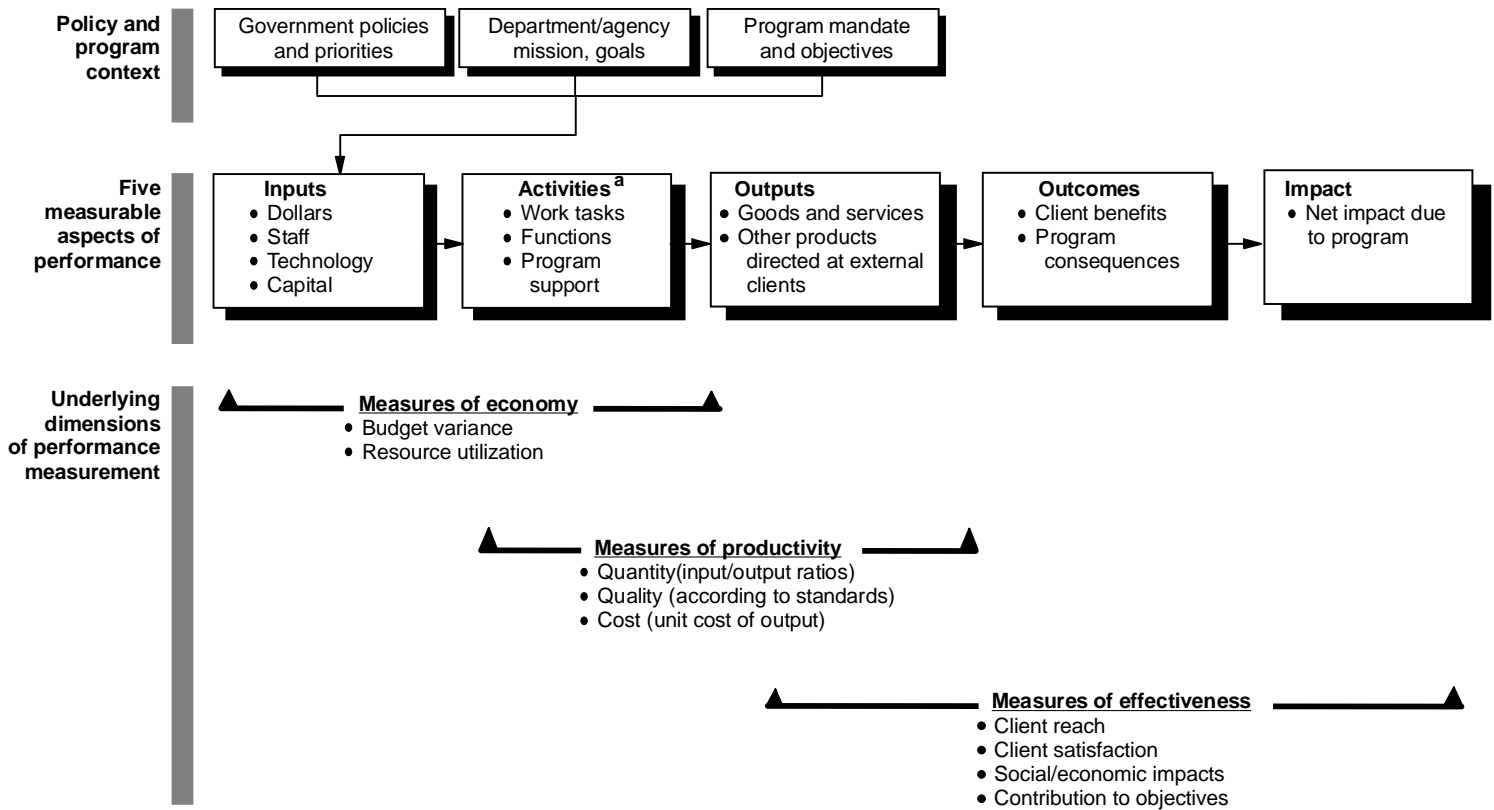 Policy and
program
context
Government policies
and priorities
Department/agency
mission, goals
Program mandate
and objectives
Five
measurable
aspects of
performance
Inputs
• Dollars
• Staff
• Technology
• Capital
Activities a
• Work tasks
• Functions
• Program
support
Outputs
• Goods and services
• Other products
directed at external
clients
Outcomes
• Client benefits
• Program
consequences
Impact
• Net impact due
to program
Underlying
dimensions
of performance
measurement
Measures of economy
• Budget variance
• Resource utilization
Measures of productivity
• Quantity(input/output ratios)
• Quality (according to standards)
• Cost (unit cost of output)
Measures of effectiveness
• Client reach
• Client satisfaction
• Social/economic impacts
• Contribution to objectives